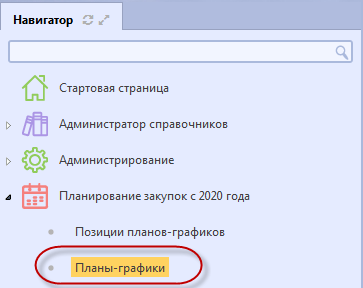 Навигатор
Стартовая страница
Администратор справочников
Администрирование
Планирование закупок с 2020 года
Позиции планов-графиков
Планы-графики